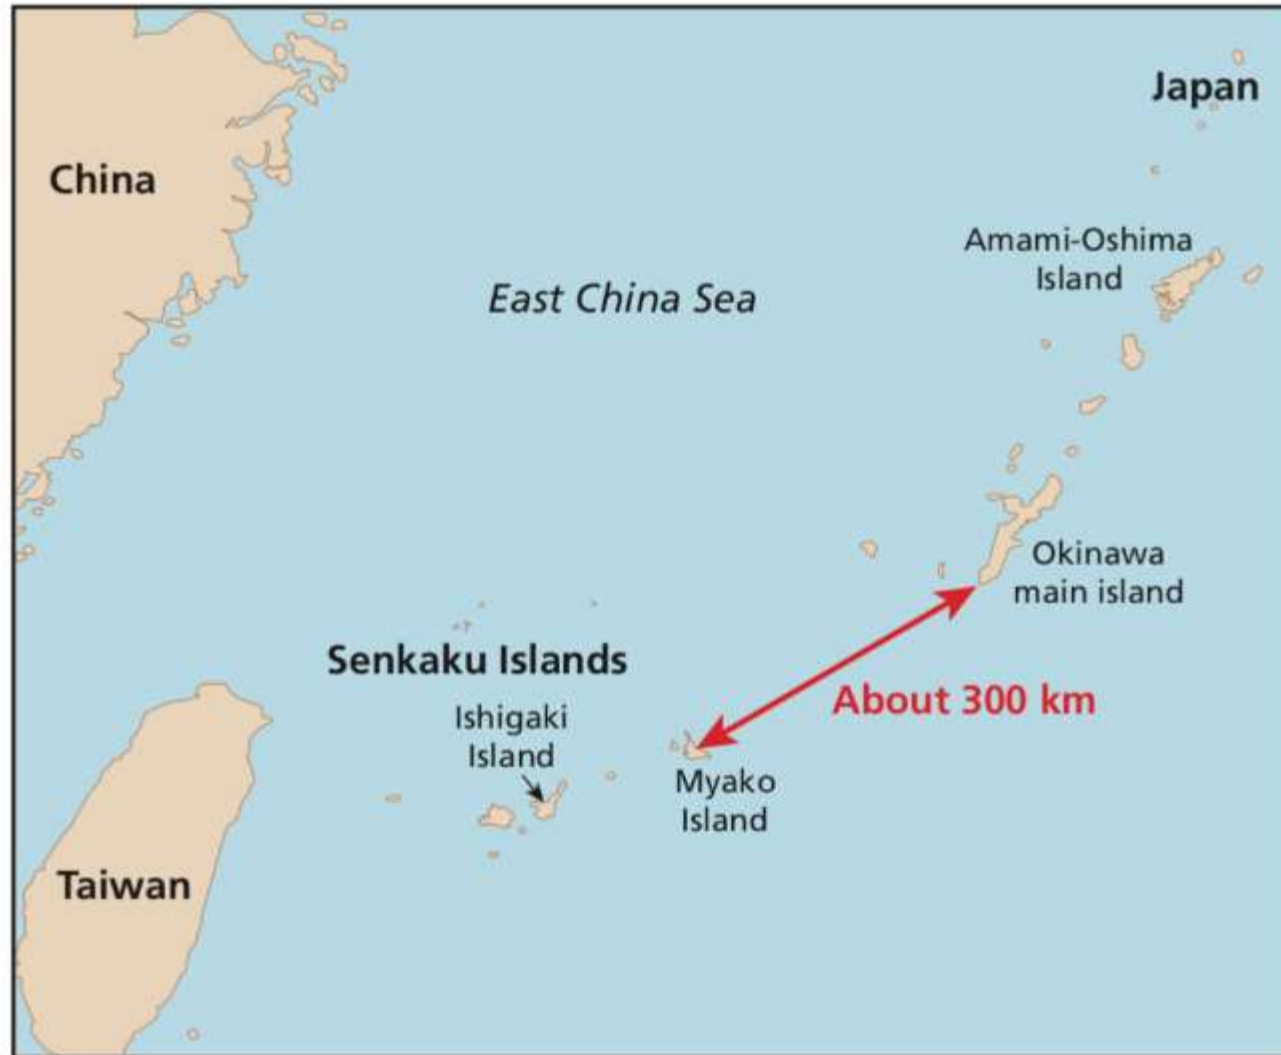 Japan
China
Amami-Oshima
Island
East China Sea
Okinawa
main island
Senkaku Islands
About 300 km
Ishigaki
Island
Myako
Island
Taiwan